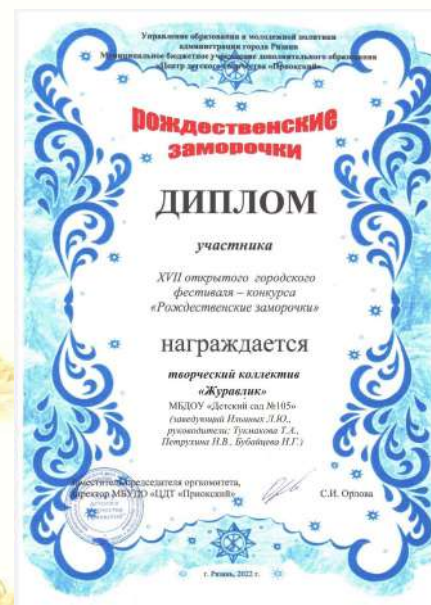 Управление образования и молодежной политики
администрации города Рязани
Муниципальное бюджетное учреждение дополнительного образования
«Центр детского творчества «Приокский»
рождественские
заморочки
ДИПЛОМ
участника
XVII открытого городского
фестиваля – конкурса
«Рождественские заморочки»
награждается
творческий коллектив
«Журавлик»
МБДОУ «Детский сад №105»
(заведующий Ильиных Л.Ю.,
руководители: Тукмакова Т.А.,
Петрухина Н.В., Бубайцева Н.Г.)
Заместитель председателя оргкомитета,
директор МБУДО «ЦДТ «Приокский»
С.И. Орлова
г. Рязань, 2022 г.